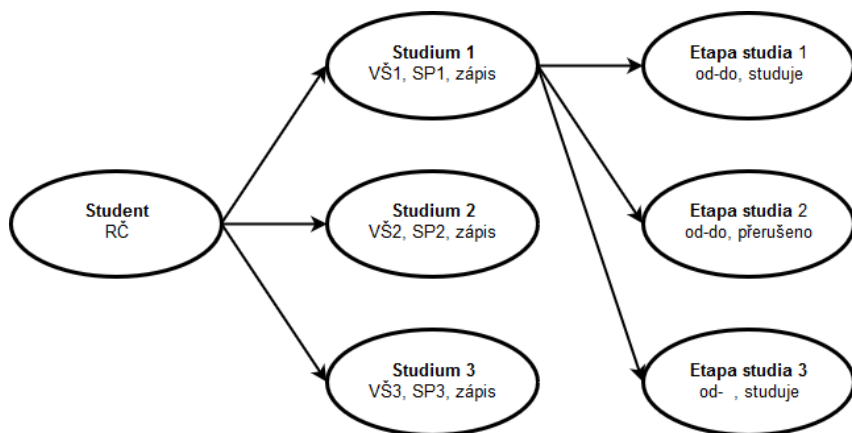 Student
RČ
Studium 1
VŠ1, SP1, zápis
Studium 2
VŠ2, SP2, zápis
Studium 3
VŠ3, SP3, zápis
Etapa studia 1
od-do, studuje
Etapa studia 2
od-do, přerušeno
Etapa studia 3
od- , studuje